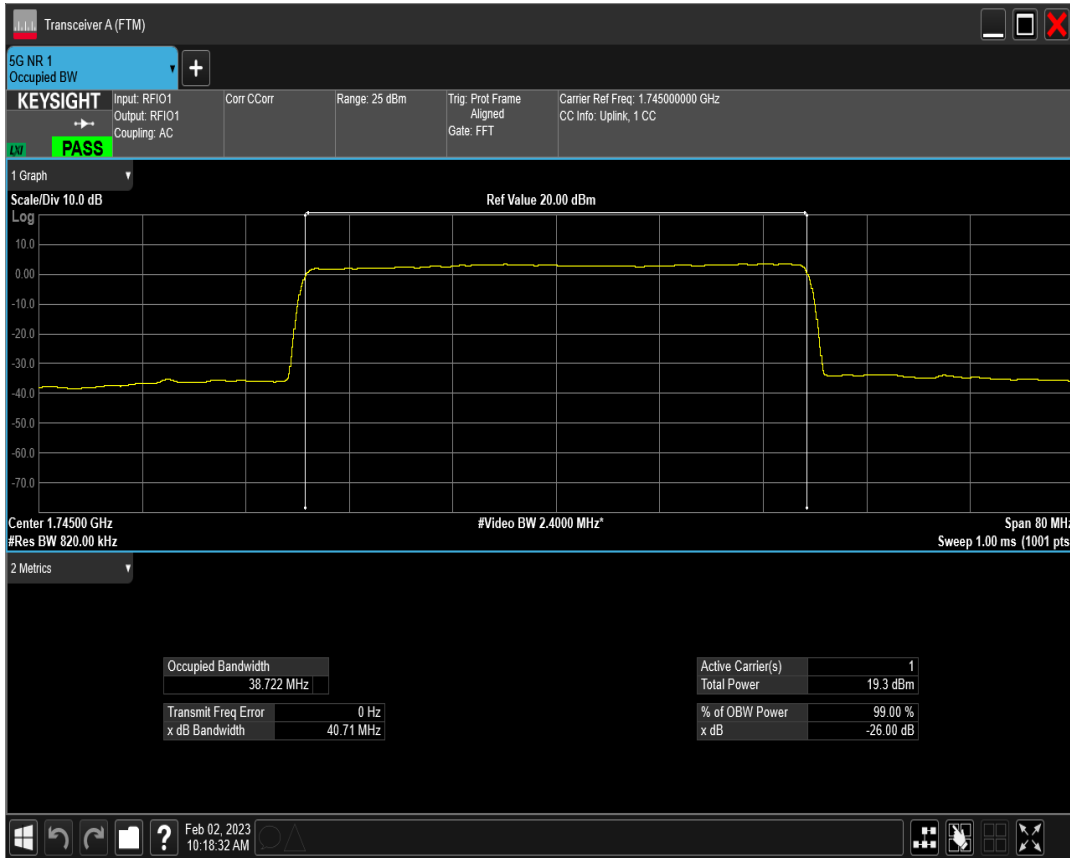 Transceiver A (FTM)
5G NR 1
Occupied BW
+
KEYSIGHT
Input: RFIO1
Output: RFIO1
Coupling: AC
Corr CCorr
Range: 25 dBm
Trig: Prot Frame
Aligned
Gate: FFT
Carrier Ref Freq: 1.745000000 GHz
CC Info: Uplink, 1 CC
LXI
PASS
1 Graph
Scale/Div 10.0 dB
Ref Value 20.00 dBm
Log
10.0
0.00
-10.0
-20.0
-30.0
-40.0
-50.0
-60.0
-70.0
Center 1.74500 GHz
#Video BW 2.4000 MHz*
Span 80 MHz
#Res BW 820.00 kHz
Sweep 1.00 ms (1001 pts
2 Metrics
Occupied Bandwidth
38.722 MHz
Transmit Freq Error 0 Hz
x dB Bandwidth 40.71 MHz
Active Carrier(s) 1
Total Power 19.3 dBm
% of OBW Power 99.00 %
x dB -26.00 dB
?
Feb 02, 2023
10:18:32 AM